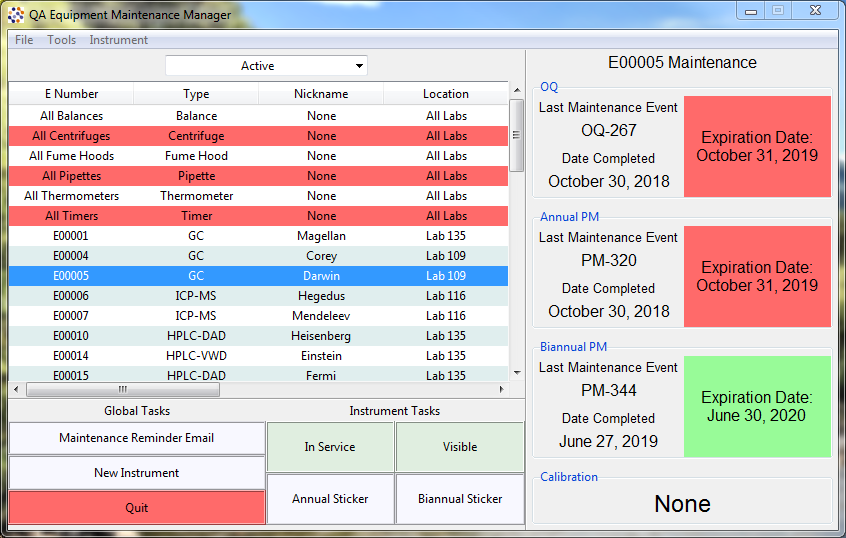 QA Equipment Maintenance Manager
File Tools Instrument
Active
E Number Type Nickname Location
All Balances Balance None All Labs
All Centrifuges Centrifuge None All Labs
All Fume Hoods Fume Hood None All Labs
All Pipettes Pipette None All Labs
All Thermometers Thermometer None All Labs
All Timers Timer None All Labs
E00001 GC Magellan Lab 135
E00004 GC Corey Lab 109
E00005 GC Darwin Lab 109
E00006 ICP-MS Hegedus Lab 116
E00007 ICP-MS Mendeleev Lab 116
E00010 HPLC-DAD Heisenberg Lab 135
E00014 HPLC-VWD Einstein Lab 135
E00015 HPLC-DAD Fermi Lab 135
Global Tasks
Maintenance Reminder Email
New Instrument
Quit
Instrument Tasks
In Service Visible
Annual Sticker Biannual Sticker
E00005 Maintenance
OQ
Last Maintenance Event
OQ-267
Date Completed
October 30, 2018
Expiration Date:
October 31, 2019
Annual PM
Last Maintenance Event
PM-320
Date Completed
October 30, 2018
Expiration Date:
October 31, 2019
Biannual PM
Last Maintenance Event
PM-344
Date Completed
June 27, 2019
Expiration Date:
June 30, 2020
Calibration
None